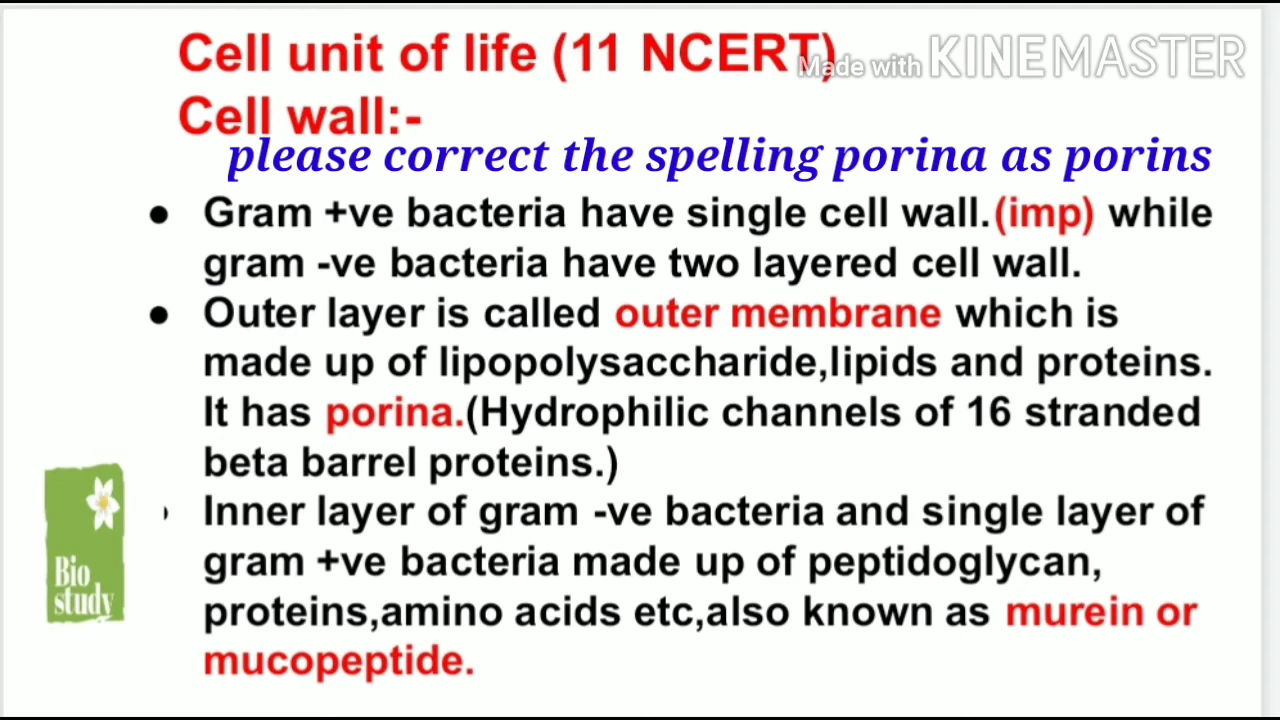 Cell unit of life (11 NCERT)
Made with KINEMASTER
Cell wall:-
please correct the spelling porina as porins
● Gram +ve bacteria have single cell wall.(imp) while
gram -ve bacteria have two layered cell wall.
● Outer layer is called outer membrane which is
made up of lipopolysaccharide,lipids and proteins.
It has porina.(Hydrophilic channels of 16 stranded
beta barrel proteins.)
Inner layer of gram -ve bacteria and single layer of
gram +ve bacteria made up of peptidoglycan,
proteins,amino acids etc,also known as murein or
mucopeptide.
Bio
study